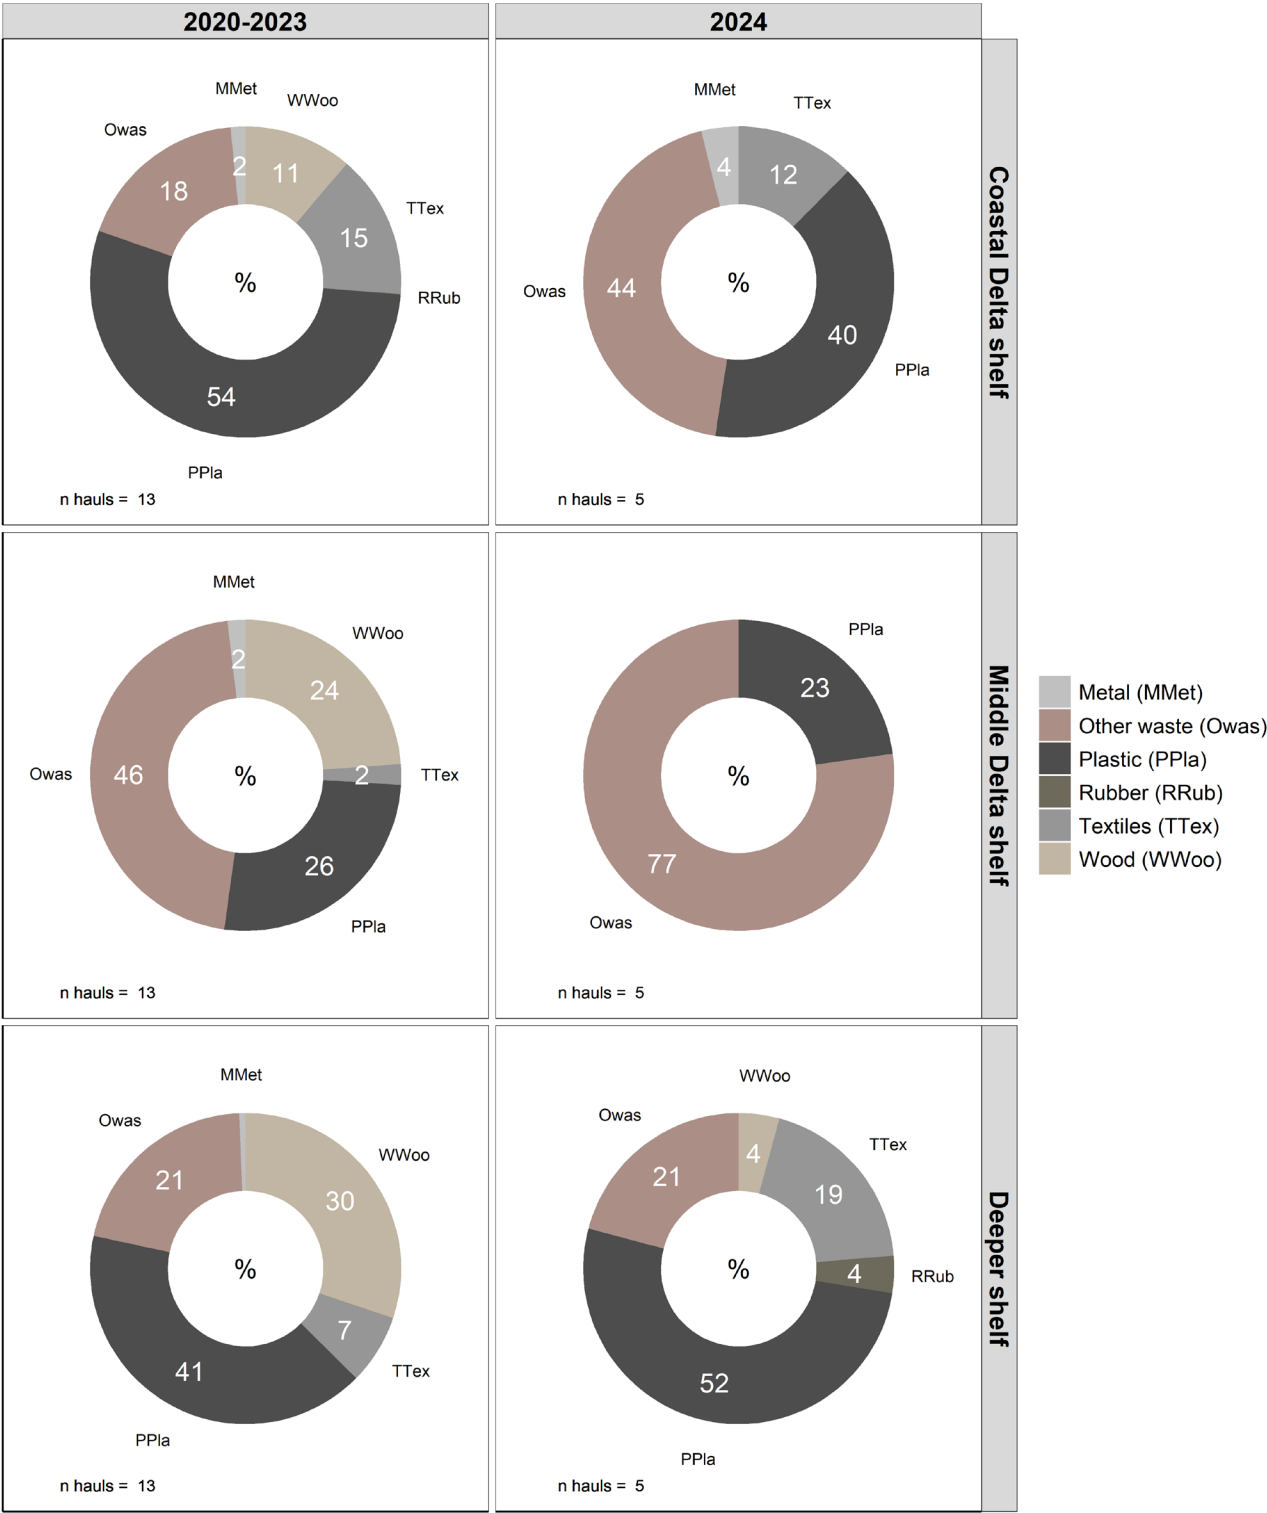 2020-2023
2024
MMet
WWoo
Owas
2
11
18
TTex
15
RRub
%
54
PPla
n hauls = 13
MMet
TTex
4
12
Owas
44
%
40
PPla
n hauls = 5
Coastal Delta shelf
MMet
WWoo
2
24
Owas
46
%
2
TTex
26
PPla
n hauls = 13
PPla
23
%
77
Owas
n hauls = 5
Middle Delta shelf
MMet
Owas
WWoo
21
30
%
7
TTex
41
PPla
n hauls = 13
WWoo
Owas
TTex
4
21
19
%
4
RRub
52
PPla
n hauls = 5
Deeper shelf
Metal (MMet)
Other waste (Owas)
Plastic (PPla)
Rubber (RRub)
Textiles (TTex)
Wood (WWoo)